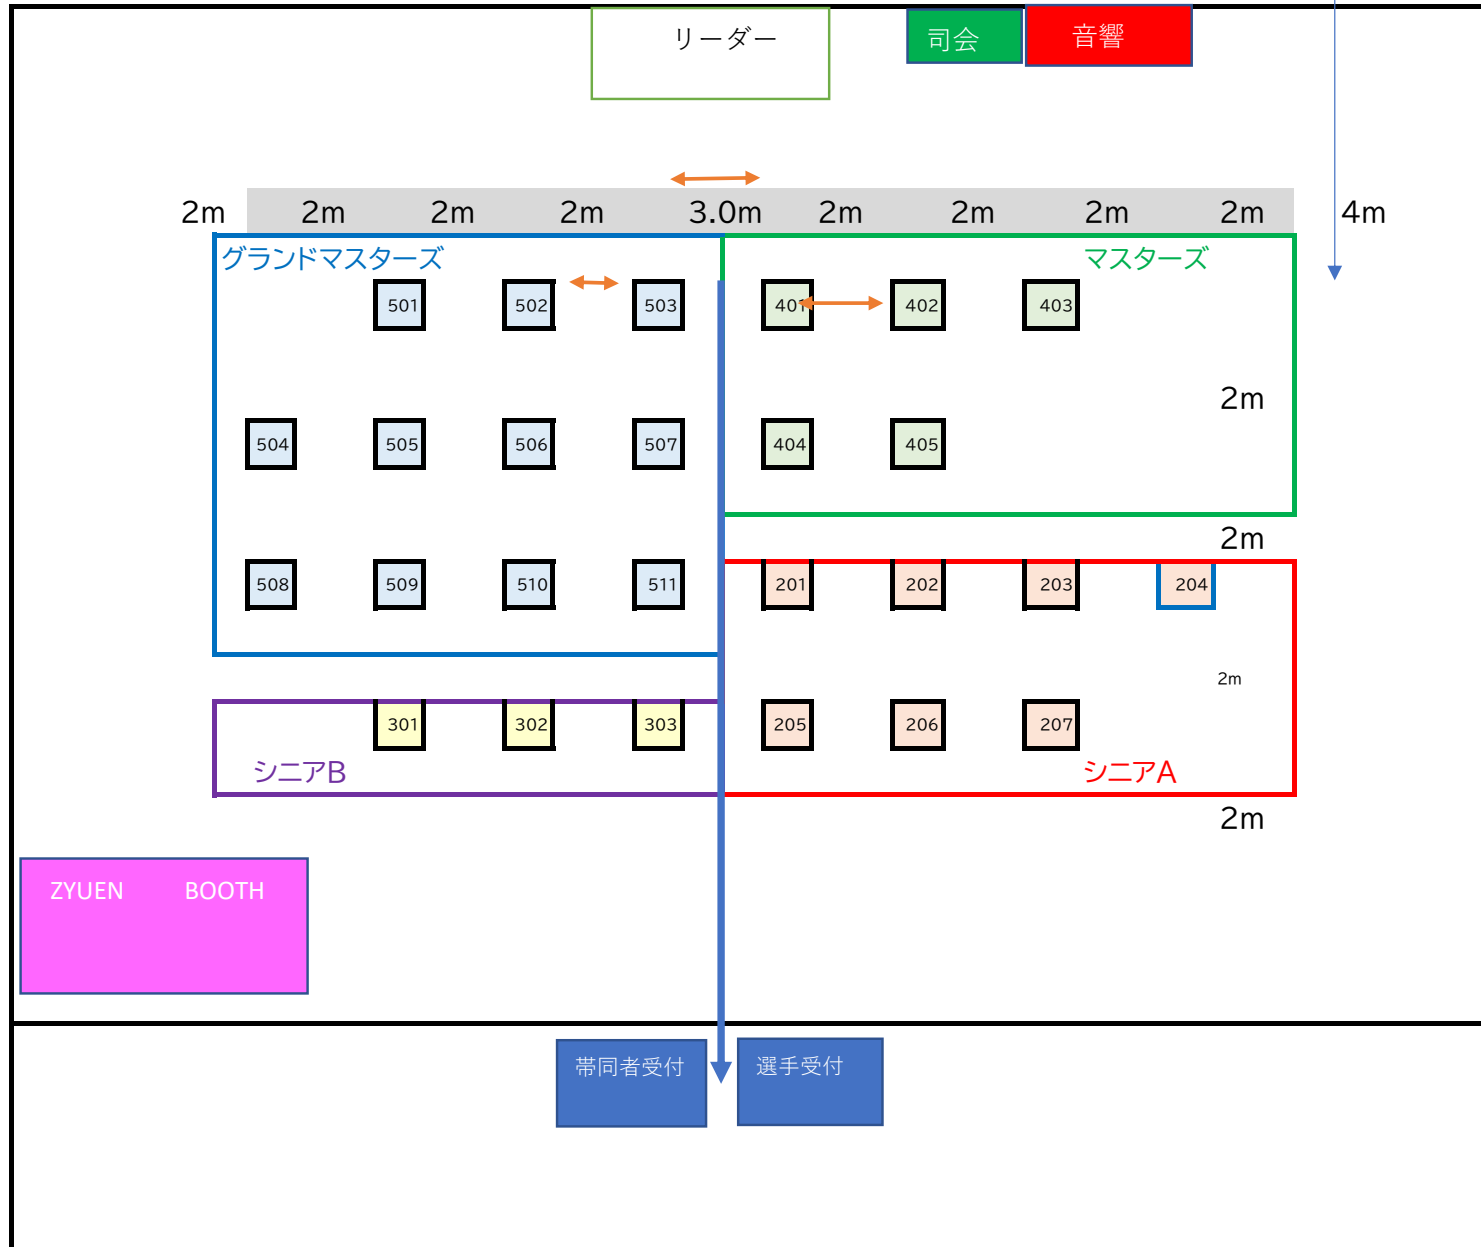 リーダー
司会
音響
2m 2m 2m 2m 3.0m 2m 2m 2m 2m 4m
グランドマスターズ マスターズ
501 502 503 401 402 403
2m
504 505 506 507 404 405
2m
508 509 510 511 201 202 203 204
2m
301 302 303 205 206 207
シニアB シニアA
2m
ZYUEN BOOTH
帯同者受付 選手受付